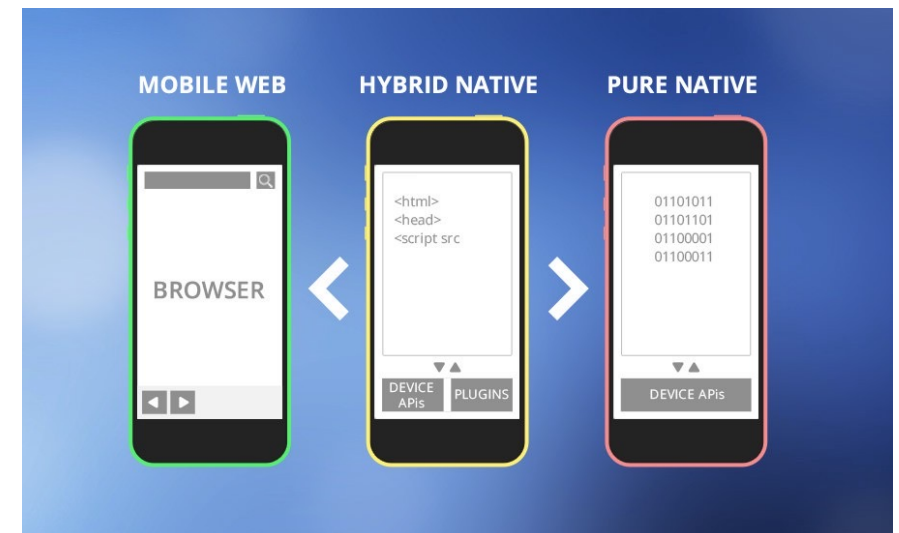 MOBILE WEB
HYBRID NATIVE
PURE NATIVE
BROWSER
<html>
<head>
<script src
DEVICE
APis
PLUGINS
01101011
01101101
01100001
01100011
DEVICE APis